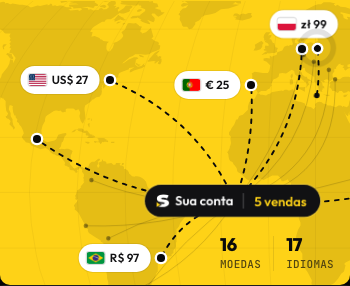 zł 99
US$ 27
€ 25
Sua conta 5 vendas
R$ 97
16 17
MOEDAS IDIOMAS